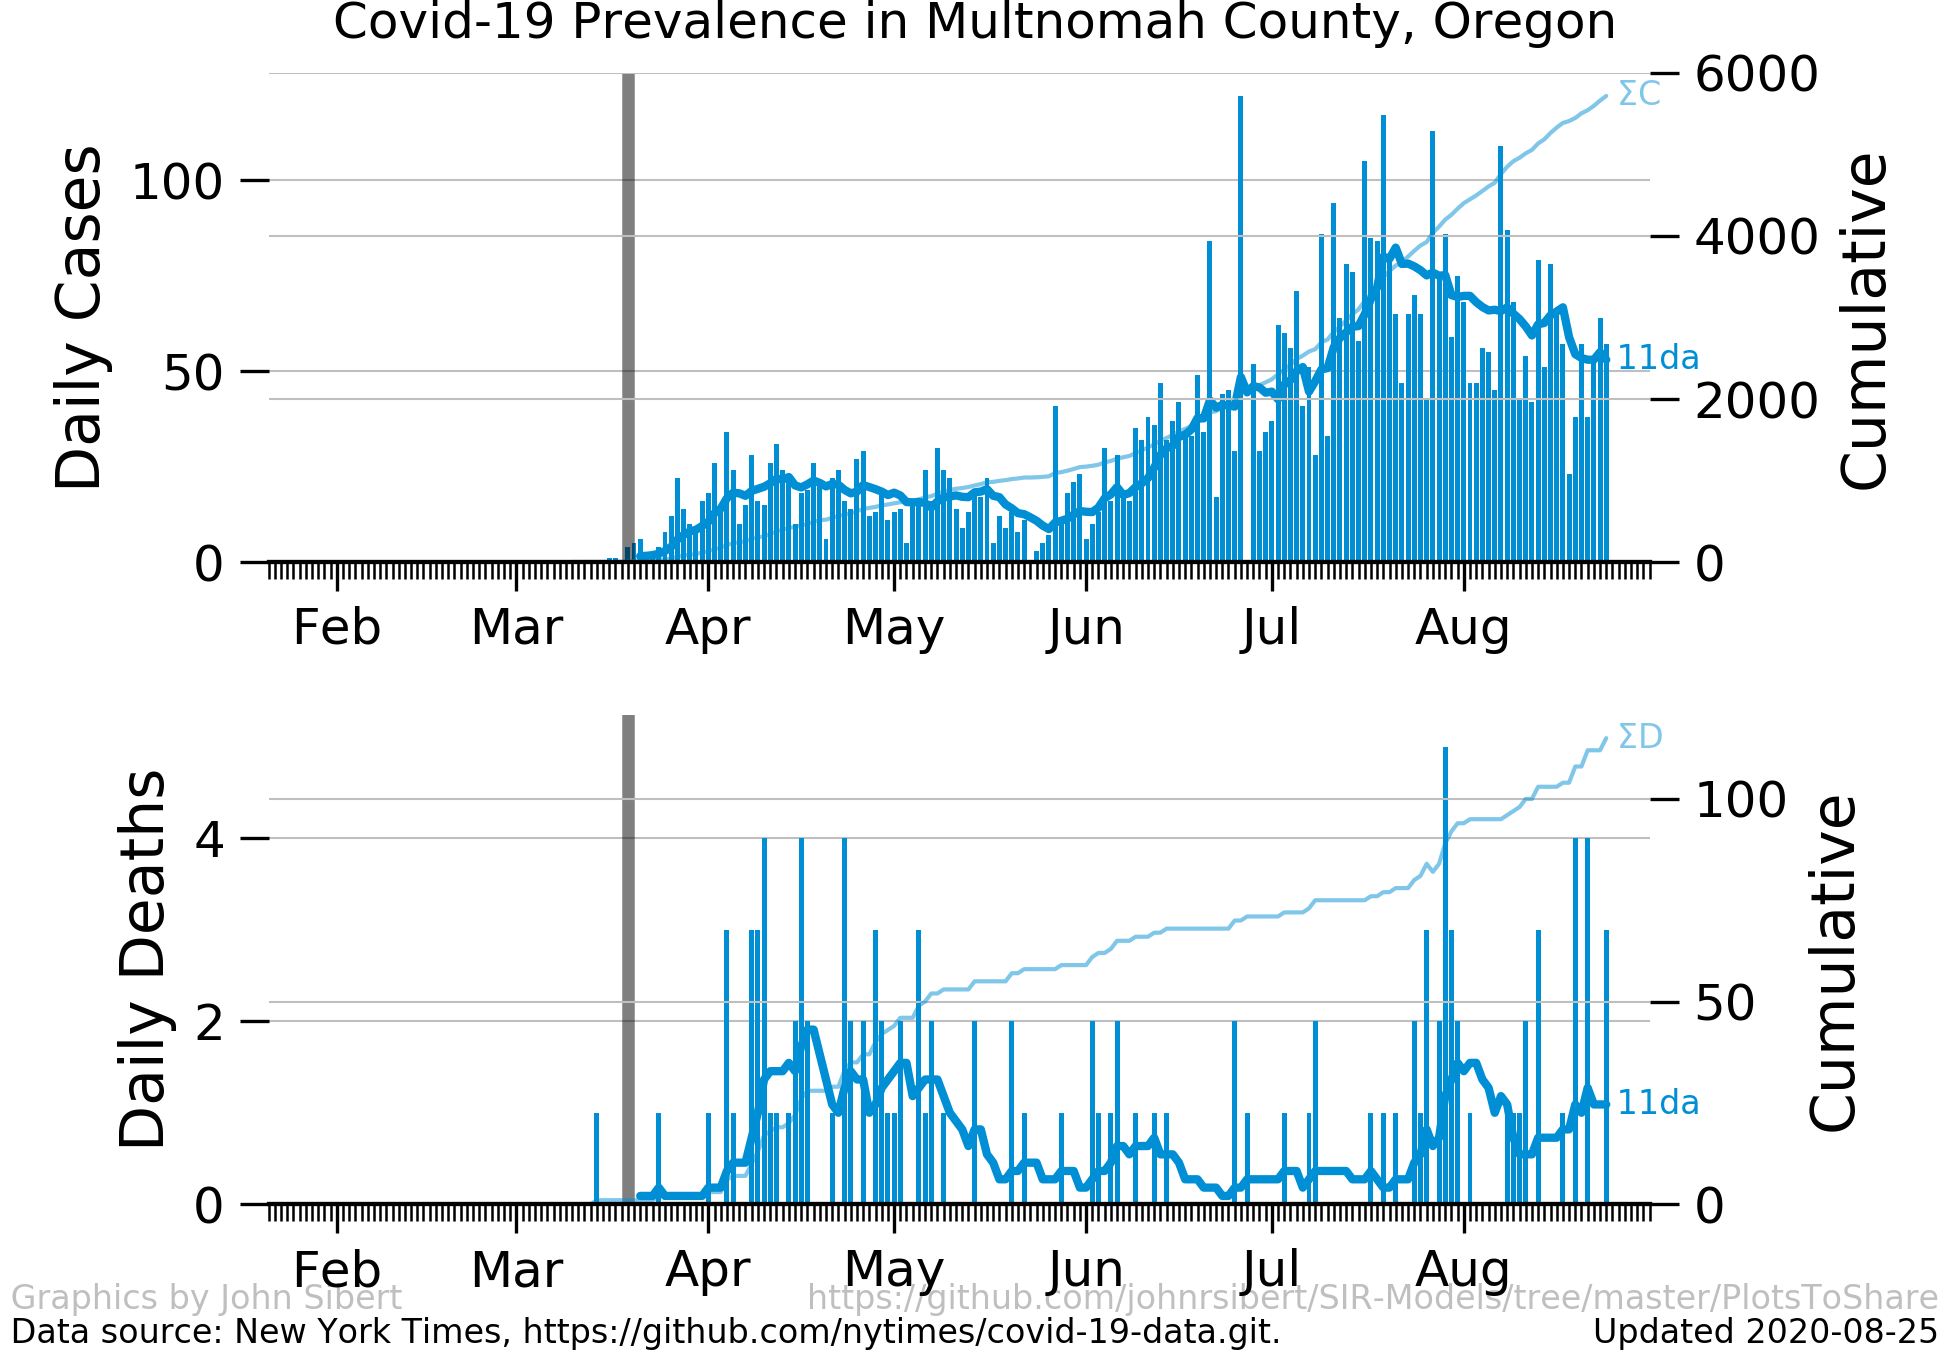 Covid-19 Prevalence in Multnomah County, Oregon
Daily Cases
100
50
0
6000
4000
2000
0
Cumulative
ΣC
11da
Feb Mar Apr May Jun Jul Aug
Daily Deaths
4
2
0
100
50
0
Cumulative
ΣD
11da
Feb Mar Apr May Jun Jul Aug
Graphics by John Sibert https://github.com/johnrsibert/SIR-Models/tree/master/PlotsToShare
Data source: New York Times, https://github.com/nytimes/covid-19-data.git. Updated 2020-08-25